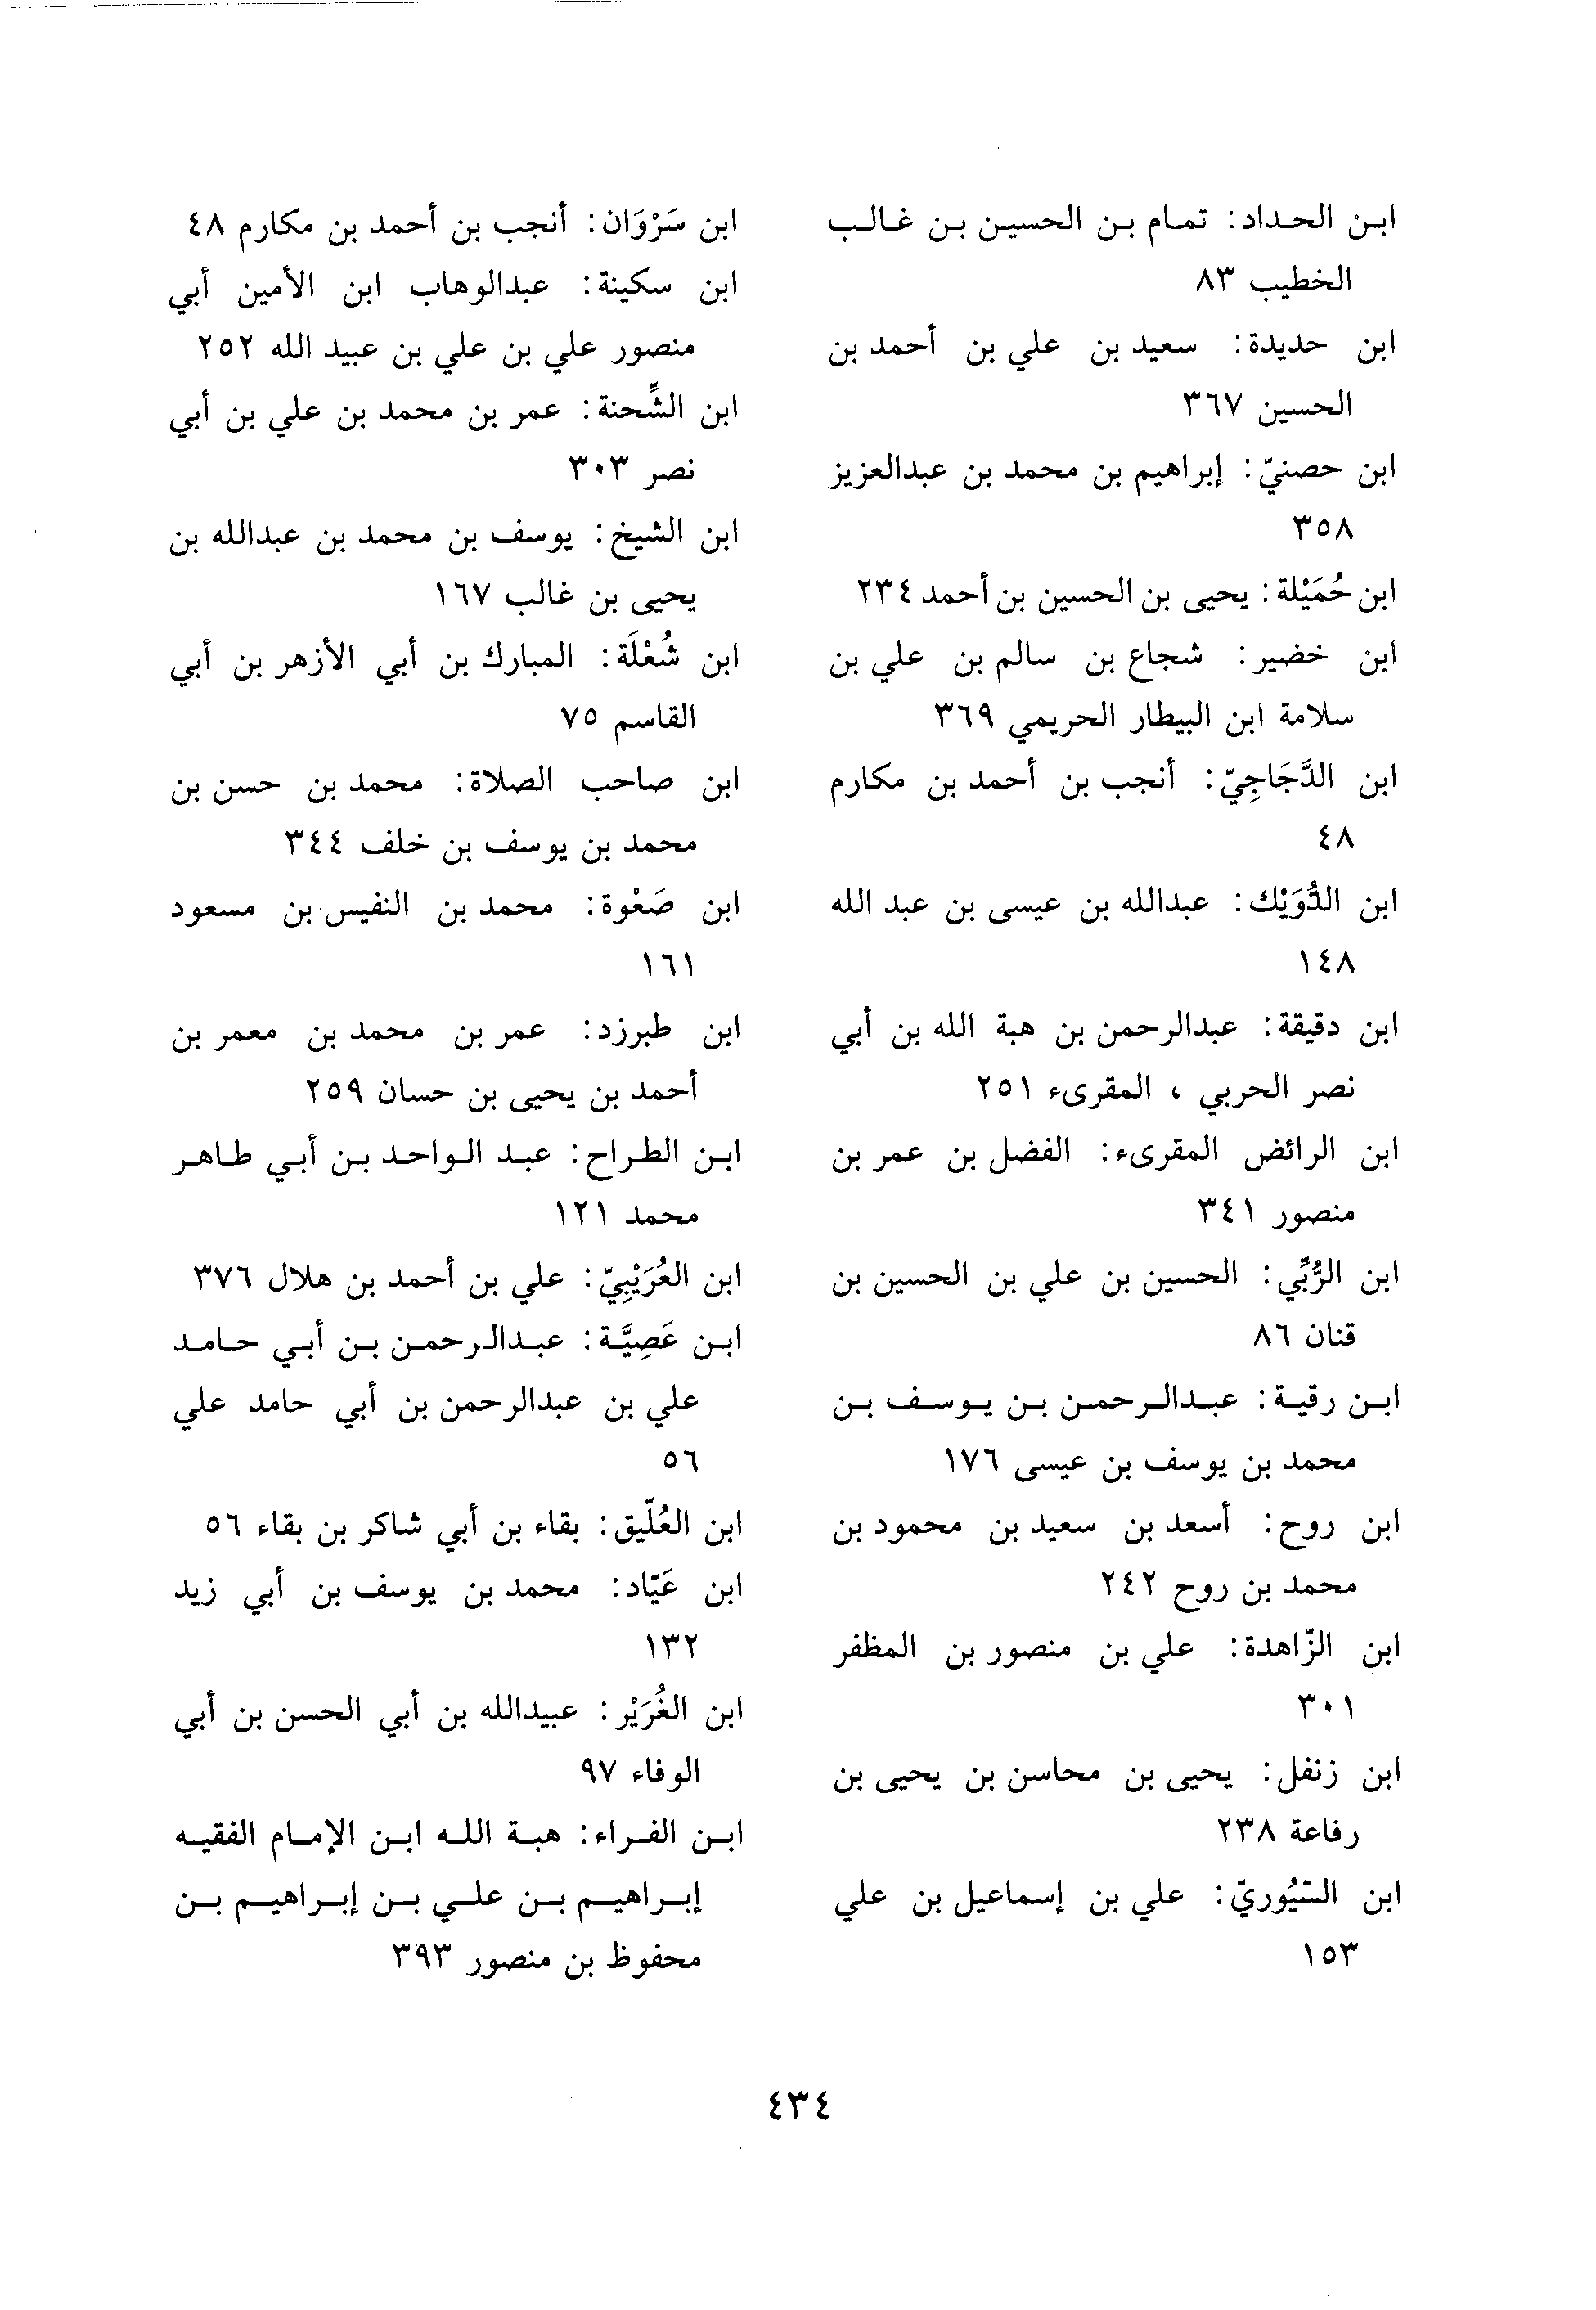 ابن الحداد: تمام بن الحسين بن غالب
الخطيب ٨٣
ابن حديدة: سعيد بن علي بن أحمد بن
الحسين ٣٦٧
ابن حصنيّ: إبراهيم بن محمد بن عبدالعزيز
٣٥٨
ابن حُمَيْلة: يحيى بن الحسين بن أحمد ٢٣٤
ابن خضير: شجاع بن سالم بن علي بن
سلامة ابن البيطار الحريمي ٣٦٩
ابن الدَّجَاجِيّ: أنجب بن أحمد بن مكارم
٤٨
ابن الدُّوَيْك: عبدالله بن عيسى بن عبد الله
١٤٨
ابن دقيقة: عبدالرحمن بن هبة الله بن أبي
نصر الحربي ، المقرىء ٢٥١
ابن الرائض المقرىء: الفضل بن عمر بن
منصور ٣٤١
ابن الرُّبِّي: الحسين بن علي بن الحسين بن
قنان ٨٦
ابن رقية: عبدالرحمن بن يوسف بن
محمد بن يوسف بن عيسى ١٧٦
ابن روح: أسعد بن سعيد بن محمود بن
محمد بن روح ٢٤٢
ابن الزّاهدة: علي بن منصور بن المظفر
٣٠١
ابن زنفل: يحيى بن محاسن بن يحيى بن
رفاعة ٢٣٨
ابن السّيُوريّ: علي بن إسماعيل بن علي
١٥٣
ابن سَرْوَان: أنجب بن أحمد بن مكارم ٤٨
ابن سكينة: عبدالوهاب ابن الأمين أبي
منصور علي بن علي بن عبيد الله ٢٥٢
ابن الشِّحنة: عمر بن محمد بن علي بن أبي
نصر ٣٠٣
ابن الشيخ: يوسف بن محمد بن عبدالله بن
يحيى بن غالب ١٦٧
ابن شُعْلَة: المبارك بن أبي الأزهر بن أبي
القاسم ٧٥
ابن صاحب الصلاة: محمد بن حسن بن
محمد بن يوسف بن خلف ٣٤٤
ابن صَعْوة: محمد بن النفيس بن مسعود
١٦١
ابن طبرزد: عمر بن محمد بن معمر بن
أحمد بن يحيى بن حسان ٢٥٩
ابن الطراح: عبد الواحد بن أبي طاهر
محمد ١٢١
ابن العُرَيْبِيّ: علي بن أحمد بن هلال ٣٧٦
ابن عَصِيَّة: عبدالرحمن بن أبي حامد
علي بن عبدالرحمن بن أبي حامد علي
٥٦
ابن العُلّيق: بقاء بن أبي شاكر بن بقاء ٥٦
ابن عَيّاد: محمد بن يوسف بن أبي زيد
١٣٢
ابن الغُرَيْر: عبيدالله بن أبي الحسن بن أبي
الوفاء ٩٧
ابن الفراء: هبة الله ابن الإمام الفقيه
إبراهيم بن علي بن إبراهيم بن
محفوظ بن منصور ٣٩٣
٤٣٤